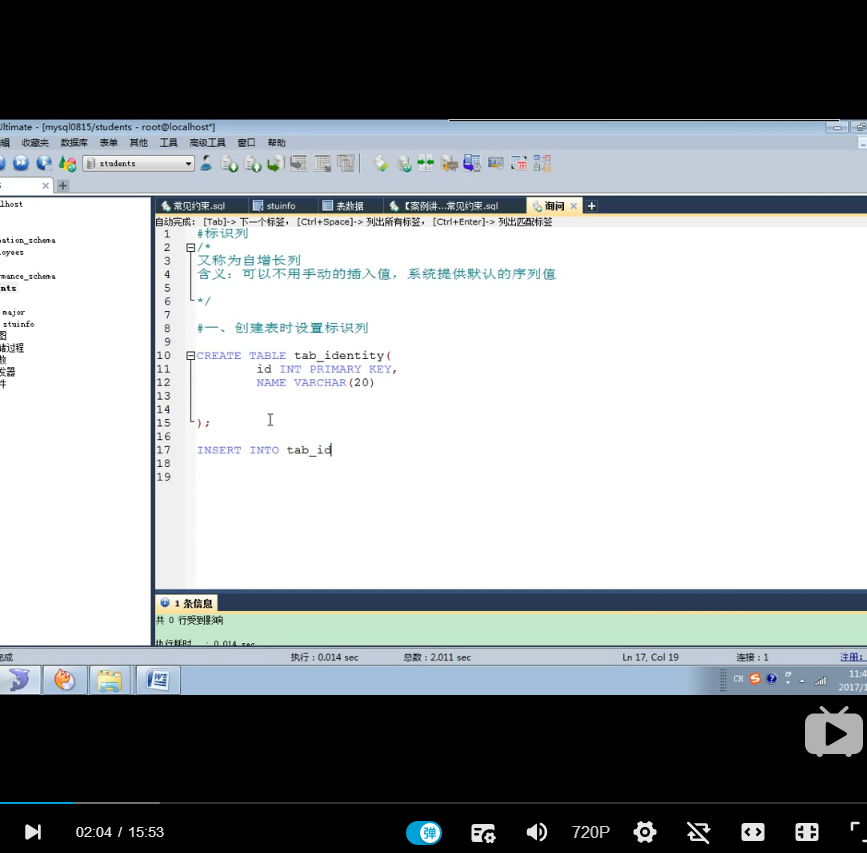 Ultimate - [mysql0815/students - root@localhost*]
收藏夹 数据库 表单 其他 工具 高级工具 窗口 帮助
students
常见约束.sql stuinfo 表数据 【案例讲...常见约束.sql 询问
自动完成: [Tab]-> 下一个标签, [Ctrl+Space]-> 列出所有标签, [Ctrl+Enter]-> 列出匹配标签
1 #标识列
2 /*
3 又称为自增长列
4 含义：可以不用手动的插入值，系统提供默认的序列值
5
6 */
7
8 #一、创建表时设置标识列
9
10 CREATE TABLE tab_identity(
11 id INT PRIMARY KEY,
12 NAME VARCHAR(20)
13
14
15 );
16
17 INSERT INTO tab_id
18
19
major
stuinfo
1 条信息
共 0 行受到影响
执行耗时 : 0.014 sec
执行：0.014 sec 总数：2.011 sec Ln 17, Col 19 连接：1 注册：
CH
11:4
2017/1
02:04 / 15:53 弹 720P